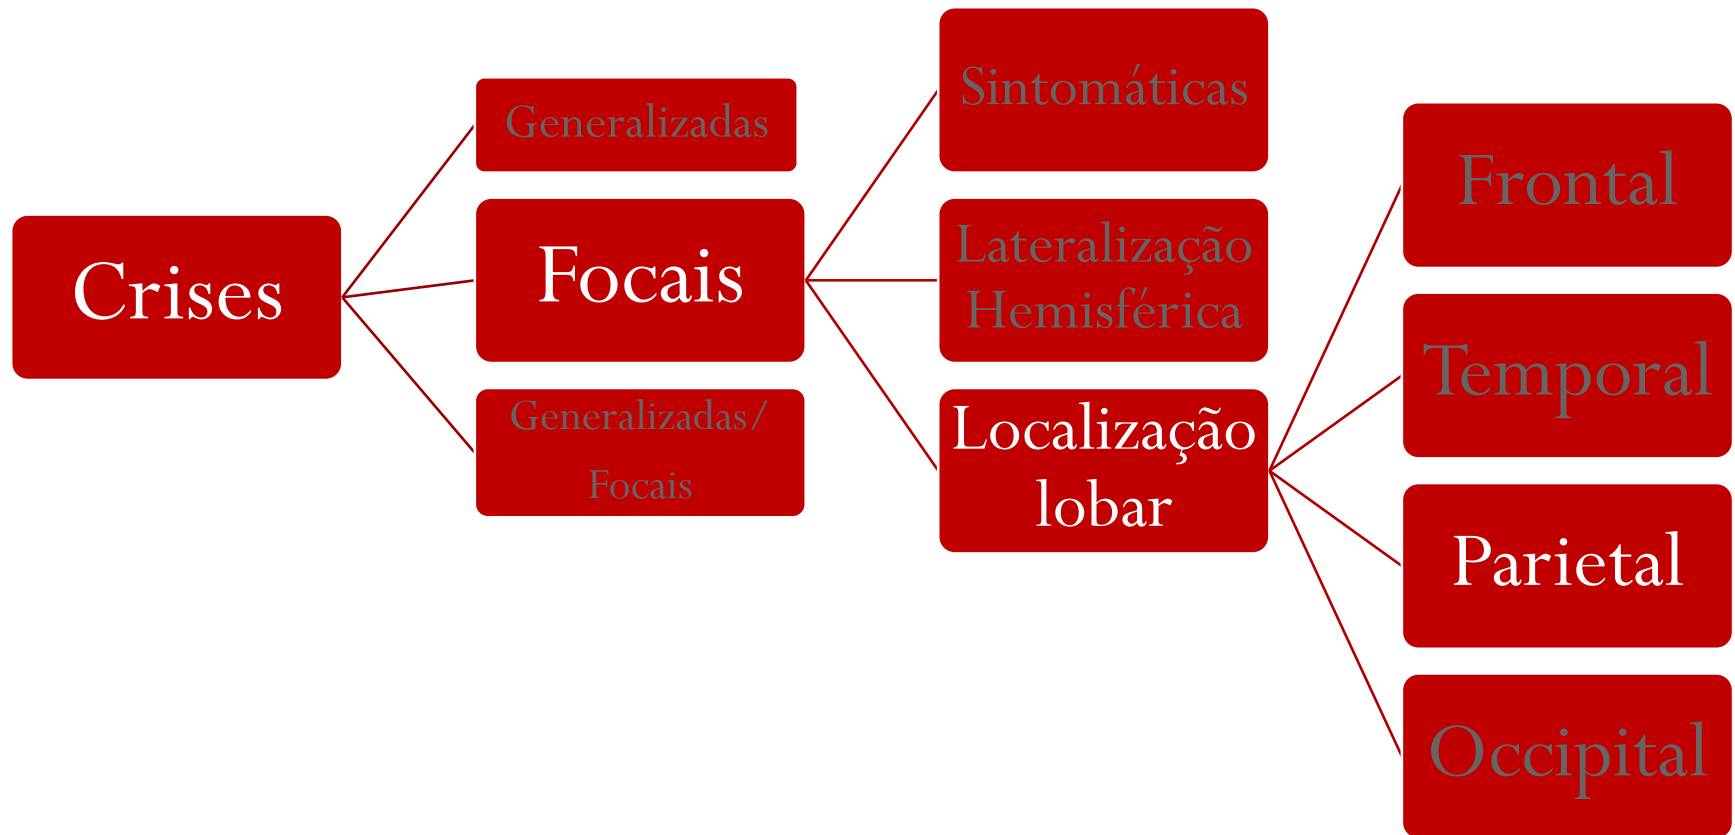 Crises
Generalizadas
Focais
Generalizadas/
Focais
Sintomáticas
Lateralização
Hemisférica
Localização
lobar
Frontal
Temporal
Parietal
Occipital